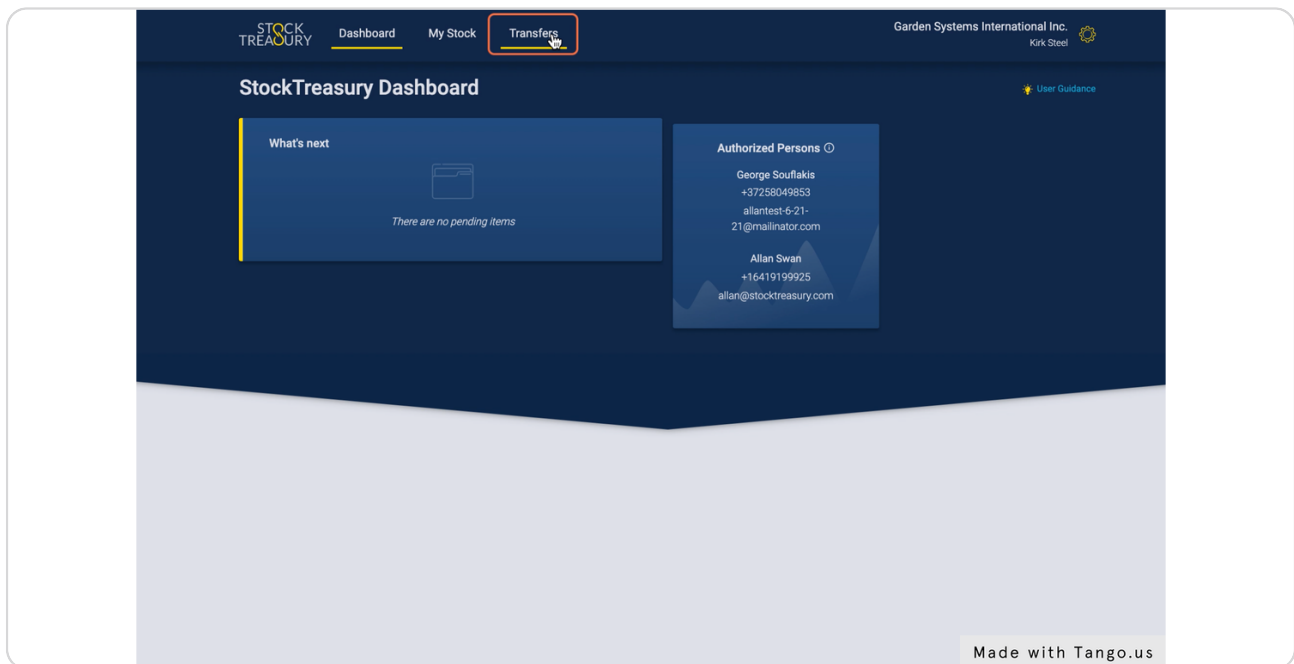 STOCK
TREASURY
Dashboard
My Stock
Transfers
Garden Systems International Inc.
Kirk Steel
StockTreasury Dashboard
User Guidance
What's next
There are no pending items
Authorized Persons
George Souflakis
+37258049853
allantest-6-21-
21@mailinator.com
Allan Swan
+16419199925
allan@stocktreasury.com
Made with Tango.us